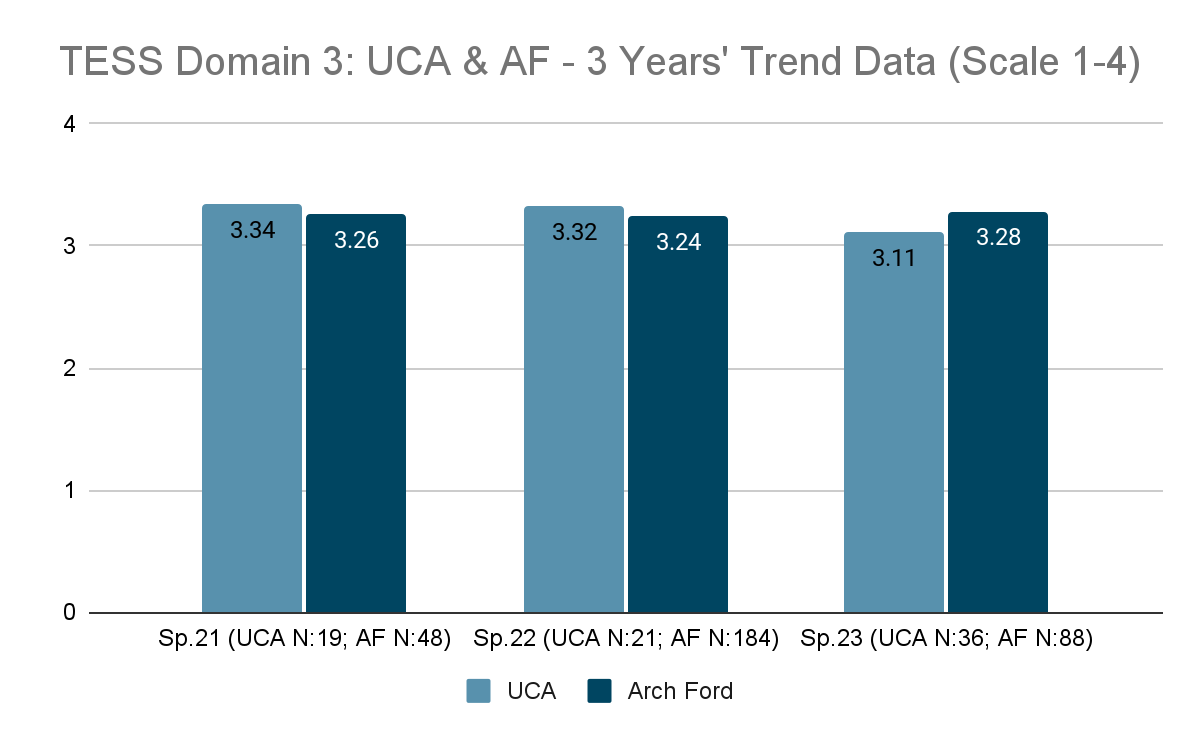 TESS Domain 3: UCA & AF - 3 Years' Trend Data (Scale 1-4)
4
3
2
1
0
3.34
3.26
3.32
3.24
3.11
3.28
Sp.21 (UCA N:19; AF N:48)
Sp.22 (UCA N:21; AF N:184)
Sp.23 (UCA N:36; AF N:88)
UCA
Arch Ford